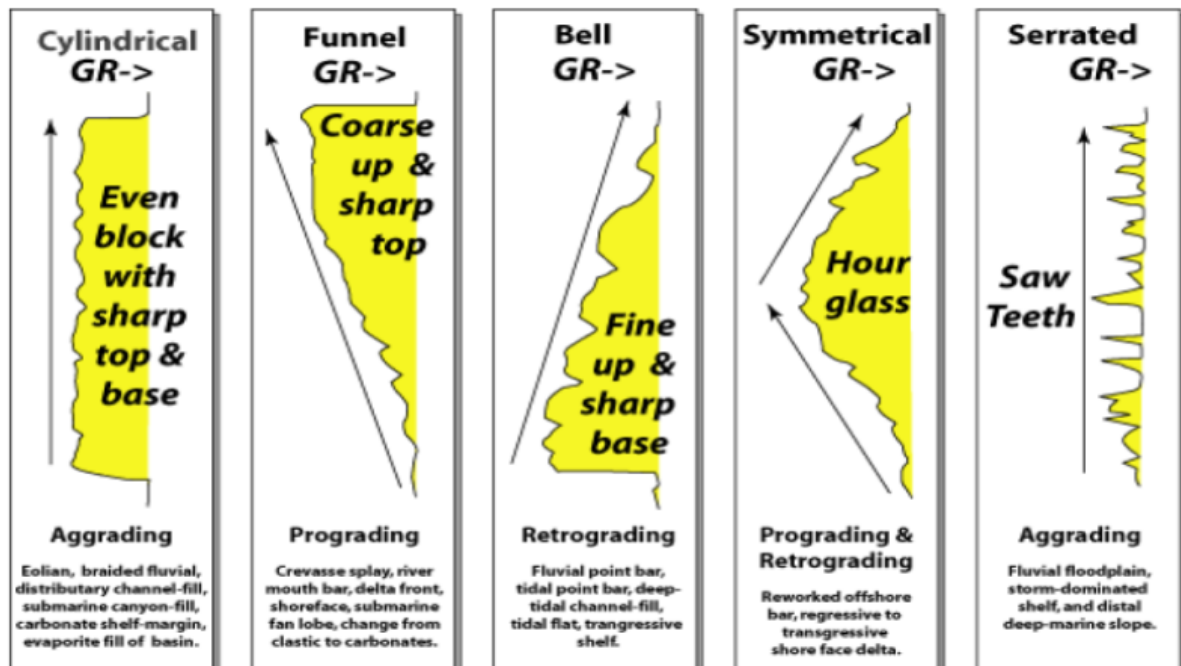 Cylindrical
GR->
Even
block
with
sharp
top &
base
Aggrading
Eolian, braided fluvial,
distributary channel-fill,
submarine canyon-fill,
carbonate shelf-margin,
evaporite fill of basin.
Funnel
GR->
Coarse
up &
sharp
top
Prograding
Crevasse splay, river
mouth bar, delta front,
shoreface, submarine
fan lobe, change from
clastic to carbonates.
Bell
GR->
Fine
up &
sharp
base
Retrograding
Fluvial point bar,
tidal point bar, deep-
tidal channel-fill,
tidal flat, trangressive
shelf.
Symmetrical
GR->
Hour
glass
Prograding &
Retrograding
Reworked offshore
bar, regressive to
transgressive
shore face delta.
Serrated
GR->
Saw
Teeth
Aggrading
Fluvial floodplain,
storm-dominated
shelf, and distal
deep-marine slope.